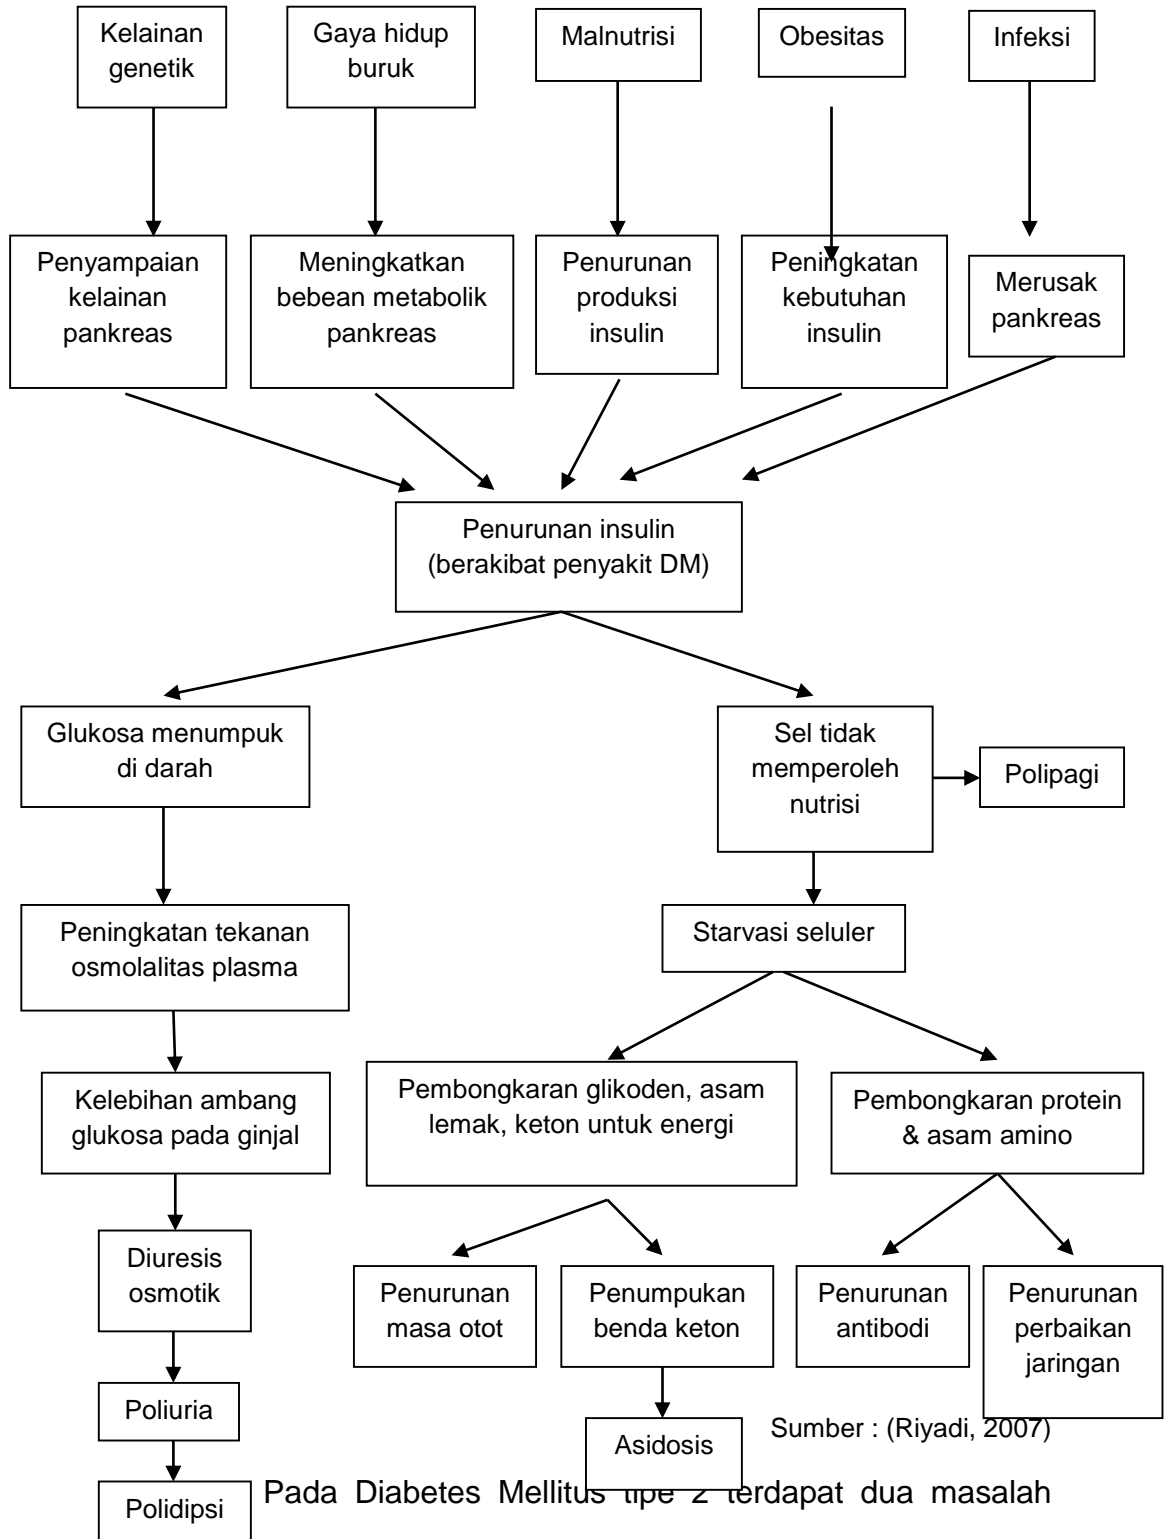 Kelainan
genetik
Gaya hidup
buruk
Malnutrisi
Obesitas
Infeksi
Penyampaian
kelainan
pankreas
Meningkatkan
bebean metabolik
pankreas
Penurunan
produksi
insulin
Peningkatan
kebutuhan
insulin
Merusak
pankreas
Penurunan insulin
(berakibat penyakit DM)
Glukosa menumpuk
di darah
Sel tidak
memperoleh
nutrisi
Polipagi
Peningkatan tekanan
osmolalitas plasma
Starvasi seluler
Kelebihan ambang
glukosa pada ginjal
Pembongkaran glikoden, asam
lemak, keton untuk energi
Pembongkaran protein
& asam amino
Diuresis
osmotik
Penurunan
masa otot
Penumpukan
benda keton
Penurunan
antibodi
Penurunan
perbaikan
jaringan
Poliuria
Asidosis
Sumber : (Riyadi, 2007)
Polidipsi
Pada Diabetes Mellitus tipe 2 terdapat dua masalah